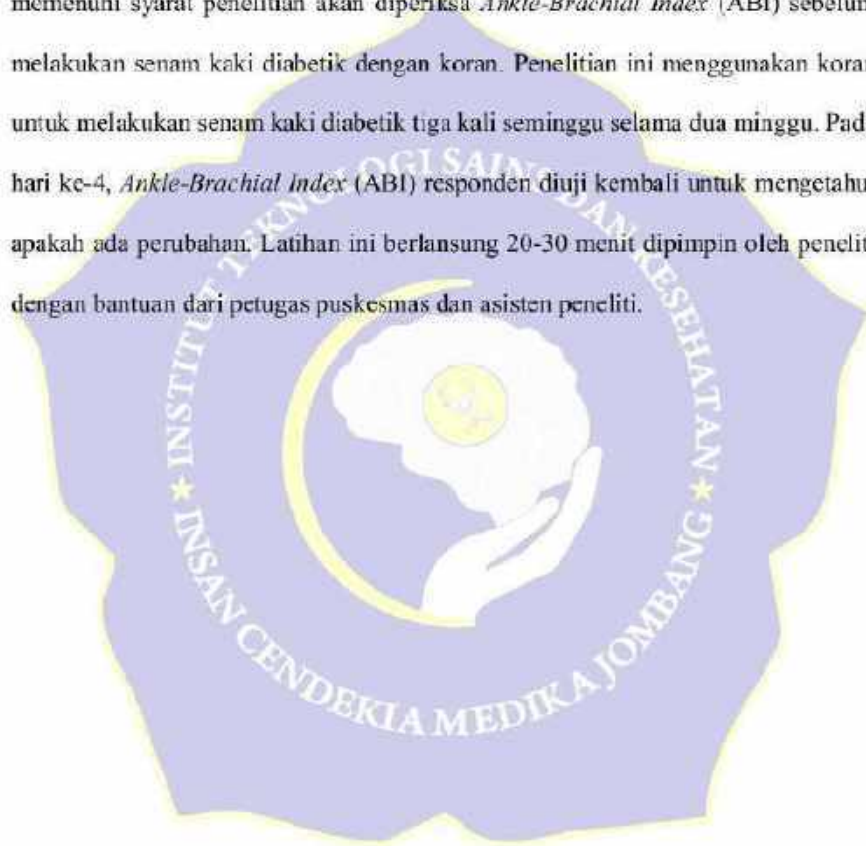 memenuhi syarat penelitian akan diperiksa Ankle-Brachial Index (ABI) sebelum
melakukan senam kaki diabetik dengan koran. Penelitian ini menggunakan koran
untuk melakukan senam kaki diabetik tiga kali seminggu selama dua minggu. Pad
hari ke-4, Ankle-Brachial Index (ABI) responden diuji kembali untuk mengetahu
apakah ada perubahan. Latihan ini berlansung 20-30 menit dipimpin oleh penelit
dengan bantuan dari petugas puskesmas dan asisten peneliti.
INSTITUT TEKNOLOGI SAINS DAN KESEHATAN
INSAN CENDEKIA MEDIKA JOMBANG